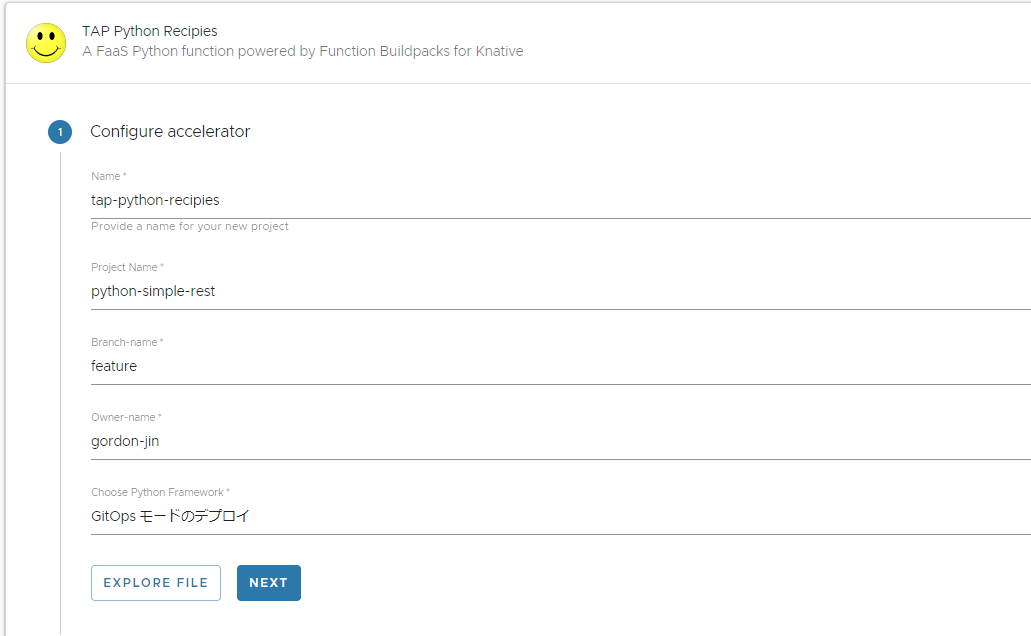 TAP Python Recipies
A FaaS Python function powered by Function Buildpacks for Knative
1 Configure accelerator
Name *
tap-python-recipies
Provide a name for your new project
Project Name *
python-simple-rest
Branch-name *
feature
Owner-name *
gordon-jin
Choose Python Framework *
GitOps モードのデプロイ
EXPLORE FILE NEXT